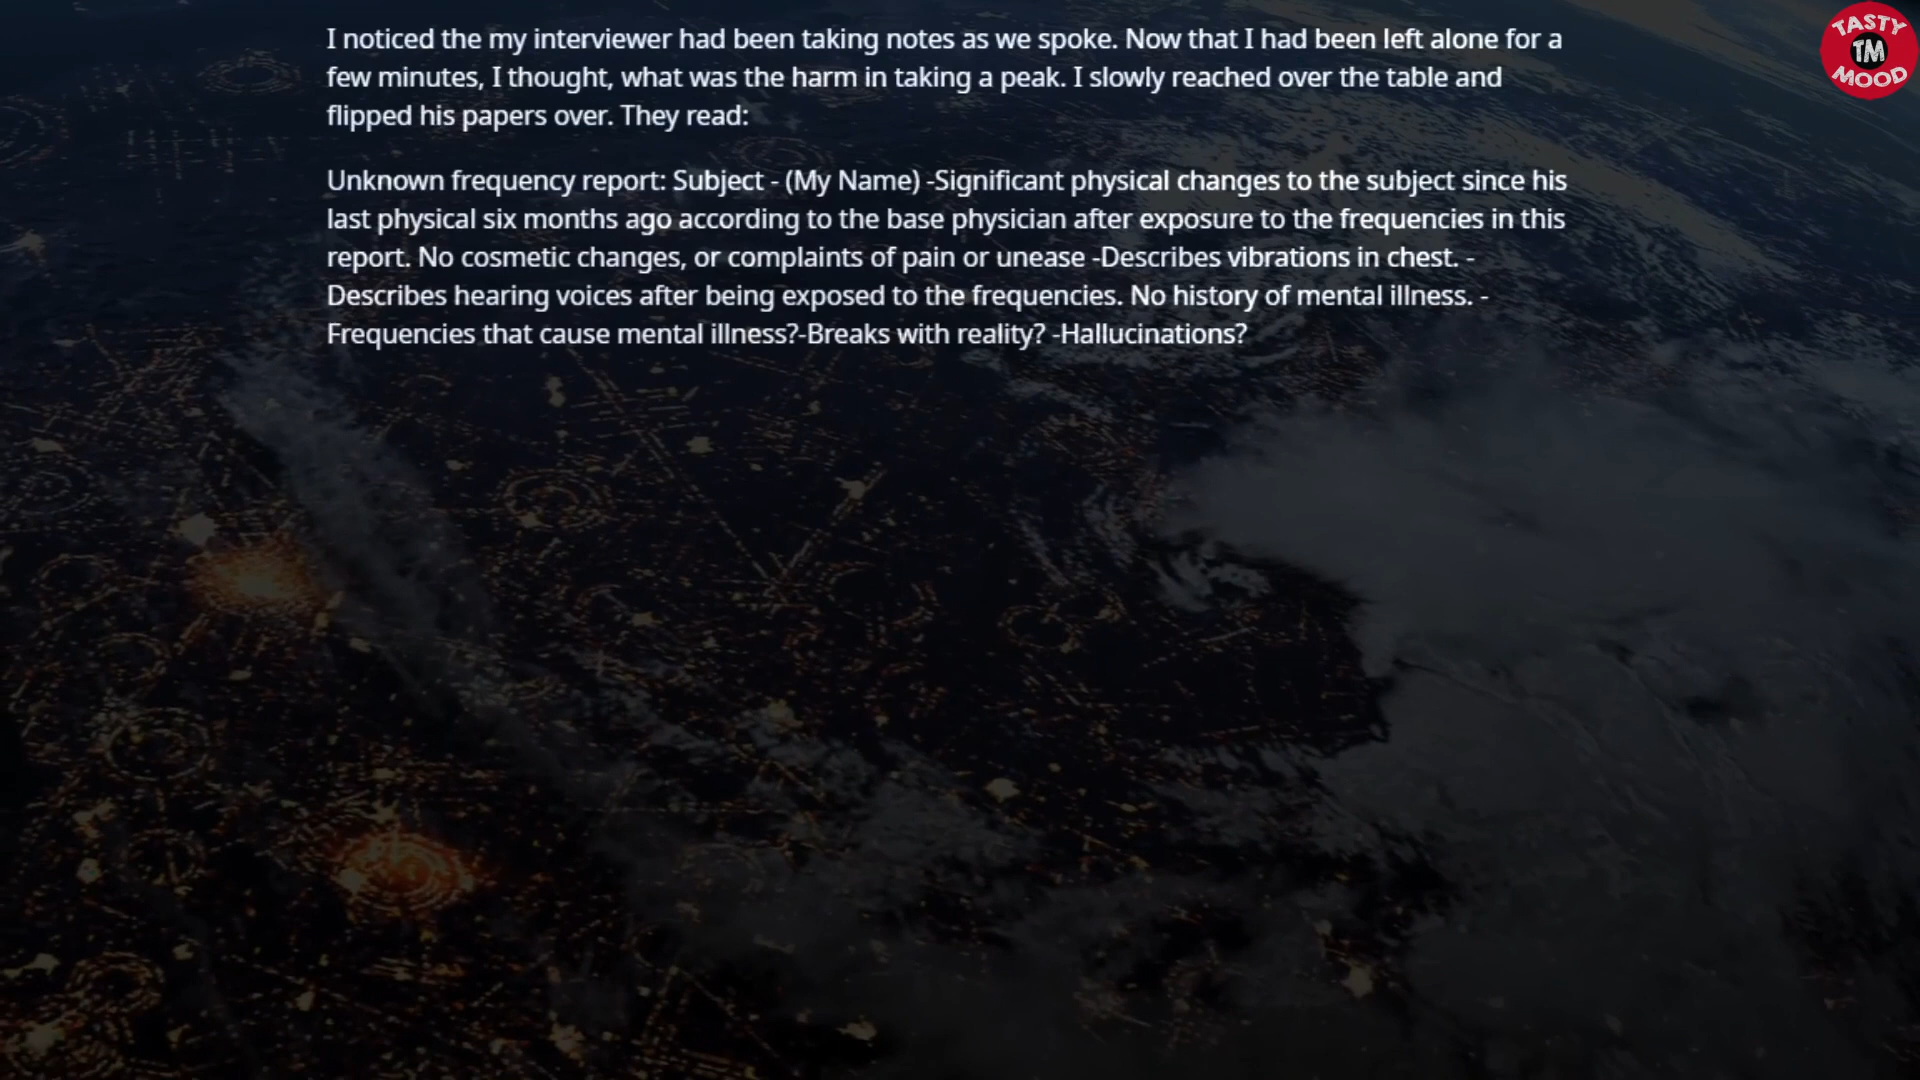 I noticed the my interviewer had been taking notes as we spoke. Now that I had been left alone for a
few minutes, I thought, what was the harm in taking a peak. I slowly reached over the table and
flipped his papers over. They read:
Unknown frequency report: Subject - (My Name) -Significant physical changes to the subject since his
last physical six months ago according to the base physician after exposure to the frequencies in this
report. No cosmetic changes, or complaints of pain or unease -Describes vibrations in chest. -
Describes hearing voices after being exposed to the frequencies. No history of mental illness. -
Frequencies that cause mental illness?-Breaks with reality? -Hallucinations?
TASTY
TM
MOOD